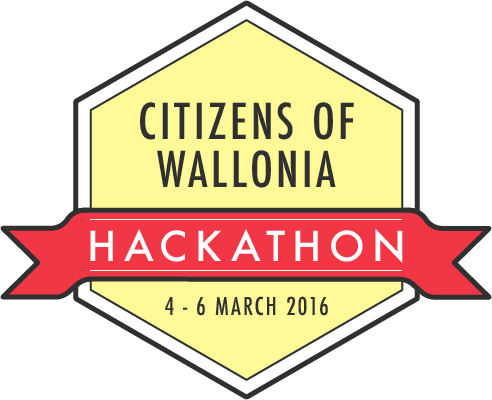 CITIZENS OF
WALLONIA
HACKATHON
4 - 6 MARCH 2016